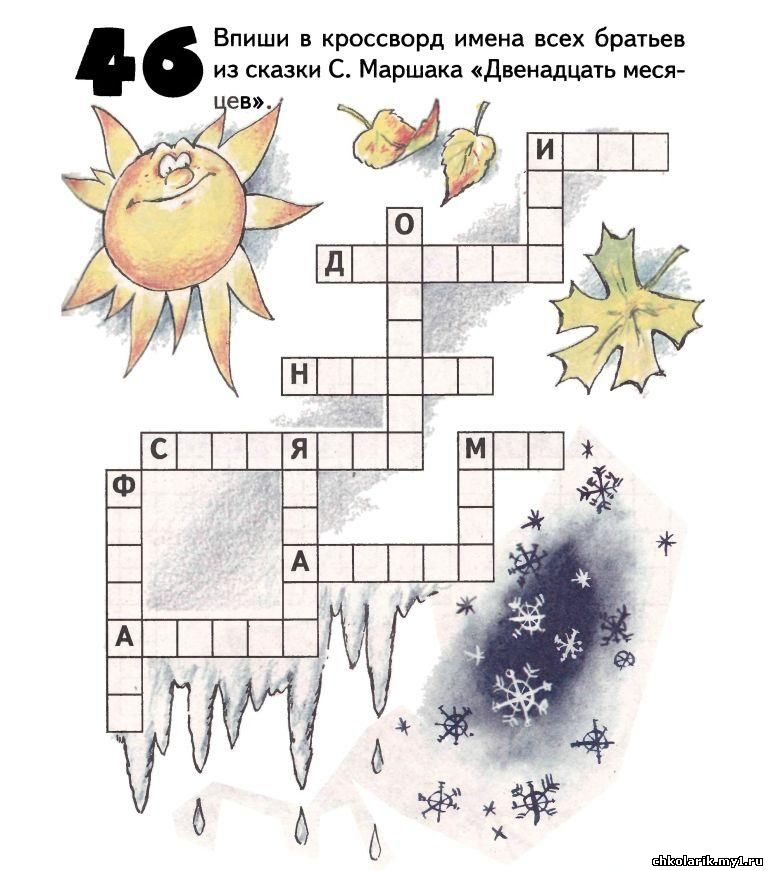 46 Впиши в кроссворд имена всех братьев
из сказки С. Маршака «Двенадцать меся-
цев».
И
О
Д
Н
С Я М
Ф
А
А
chkolarik.my1.ru